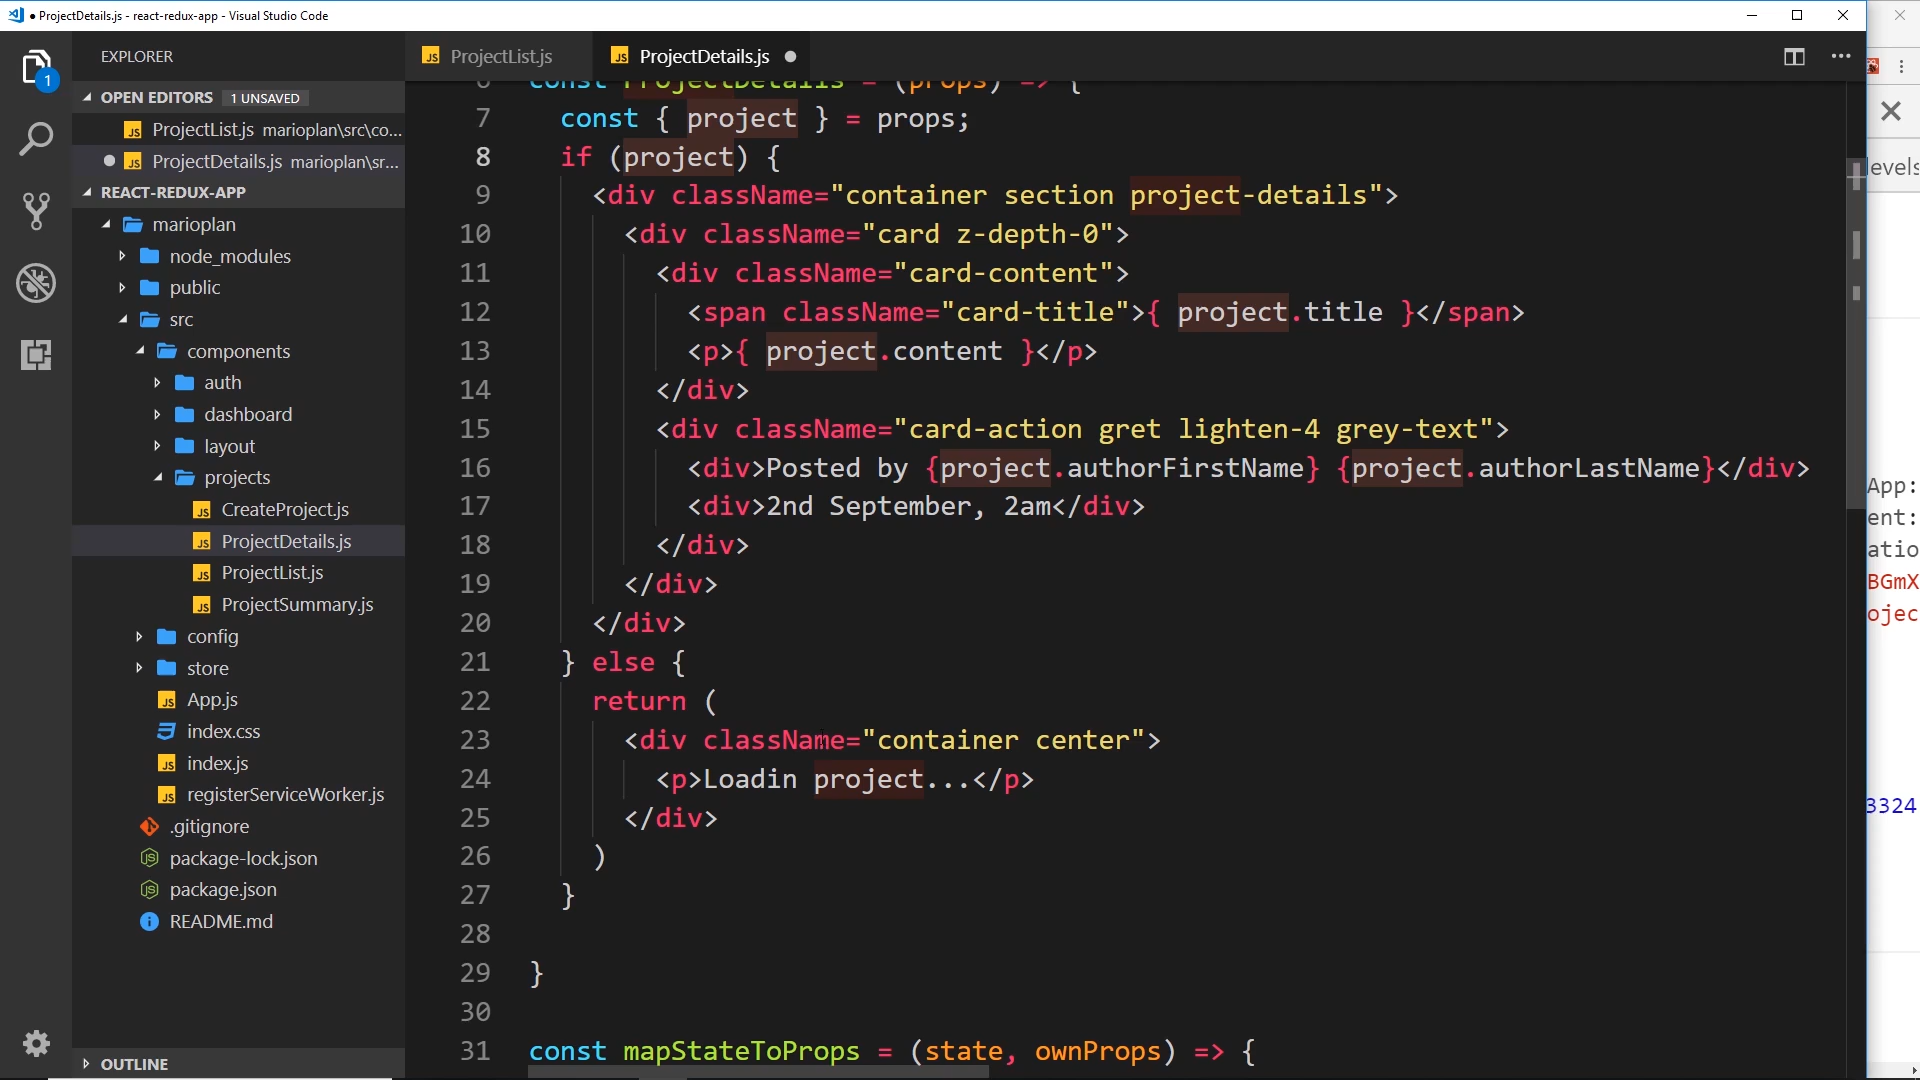 ProjectDetails.js - react-redux-app - Visual Studio Code
EXPLORER
1
OPEN EDITORS 1 UNSAVED
ProjectList.js marioplan\src\co...
ProjectDetails.js marioplan\sr...
REACT-REDUX-APP
marioplan
node_modules
public
src
components
auth
dashboard
layout
projects
CreateProject.js
ProjectDetails.js
ProjectList.js
ProjectSummary.js
config
store
App.js
index.css
index.js
registerServiceWorker.js
.gitignore
package-lock.json
package.json
README.md
OUTLINE
ProjectList.js
ProjectDetails.js
6 const ProjectDetails = (props) => {
7 const { project } = props;
8 if (project) {
9 <div className="container section project-details">
10 <div className="card z-depth-0">
11 <div className="card-content">
12 <span className="card-title">{ project.title }</span>
13 <p>{ project.content }</p>
14 </div>
15 <div className="card-action gret lighten-4 grey-text">
16 <div>Posted by {project.authorFirstName} {project.authorLastName}</div>
17 <div>2nd September, 2am</div>
18 </div>
19 </div>
20 </div>
21 } else {
22 return (
23 <div className="container center">
24 <p>Loadin project...</p>
25 </div>
26 )
27 }
28
29 }
30
31 const mapStateToProps = (state, ownProps) => {
levels
App:
ent:
atio
BGmX
ojec
3324